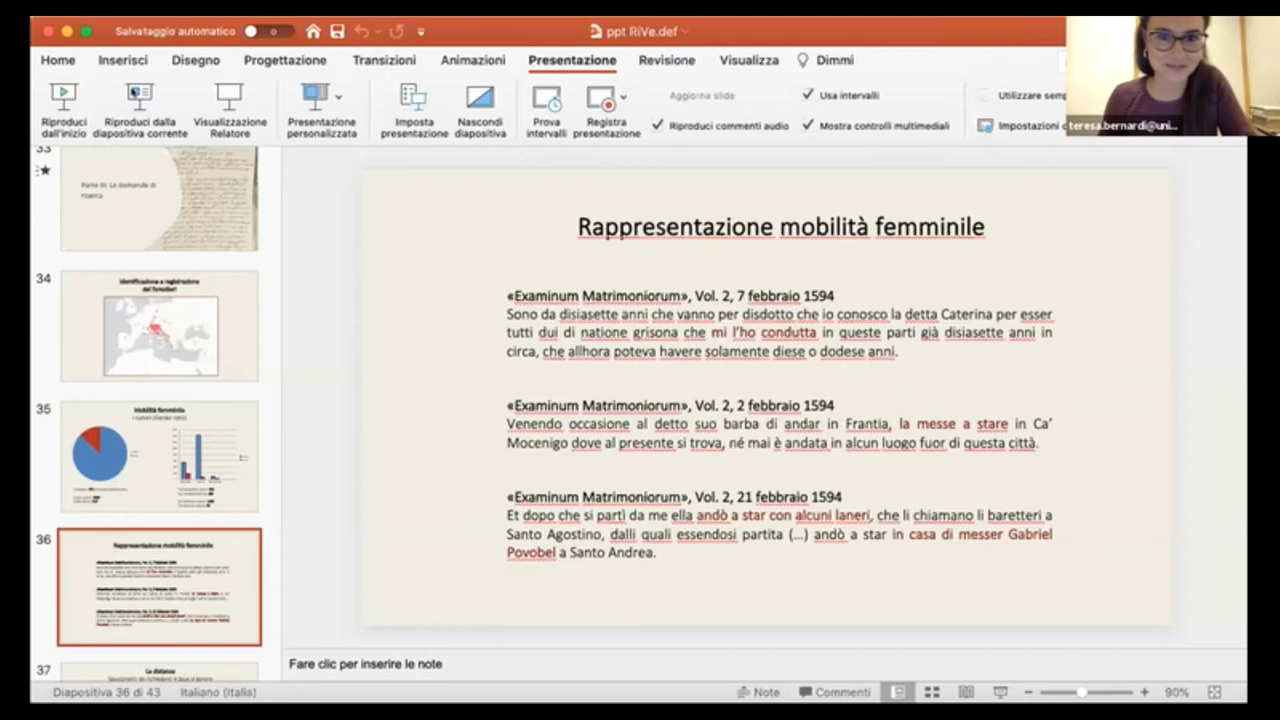 Salvataggio automatico
ppt RiVe.def
Home Inserisci Disegno Progettazione Transizioni Animazioni Presentazione Revisione Visualizza Dimmi
Riproduci dall'inizio
Riproduci dalla diapositiva corrente
Visualizzazione Relatore
Presentazione personalizzata
Imposta presentazione
Nascondi diapositiva
Prova intervalli
Registra presentazione
Aggiorna slide
Riproduci commenti audio
Usa intervalli
Mostra controlli multimediali
Utilizzare semp
Impostazioni
teresa.bernardi@uni...
33
Parte III: Le domande di
ricerca
34
Identificazione e registrazione
dei forestieri
35
Mobilità femminile
36
Rappresentazione mobilità femminile
37
La distanza
Rappresentazione mobilità femminile
«Examinum Matrimoniorum», Vol. 2, 7 febbraio 1594
Sono da disiasette anni che vanno per disdotto che io conosco la detta Caterina per esser
tutti dui di natione grisona che mi l'ho condutta in queste parti già disiasette anni in
circa, che allhora poteva havere solamente diese o dodese anni.
«Examinum Matrimoniorum», Vol. 2, 2 febbraio 1594
Venendo occasione al detto suo barba di andar in Frantia, la messe a stare in Ca'
Mocenigo dove al presente si trova, né mai è andata in alcun luogo fuor di questa città.
«Examinum Matrimoniorum», Vol. 2, 21 febbraio 1594
Et dopo che si partì da me ella andò a star con alcuni laneri, che li chiamano li baretteri a
Santo Agostino, dalli quali essendosi partita (...) andò a star in casa di messer Gabriel
Povobel a Santo Andrea.
Fare clic per inserire le note
Diapositiva 36 di 43 Italiano (Italia) Note Commenti 90%